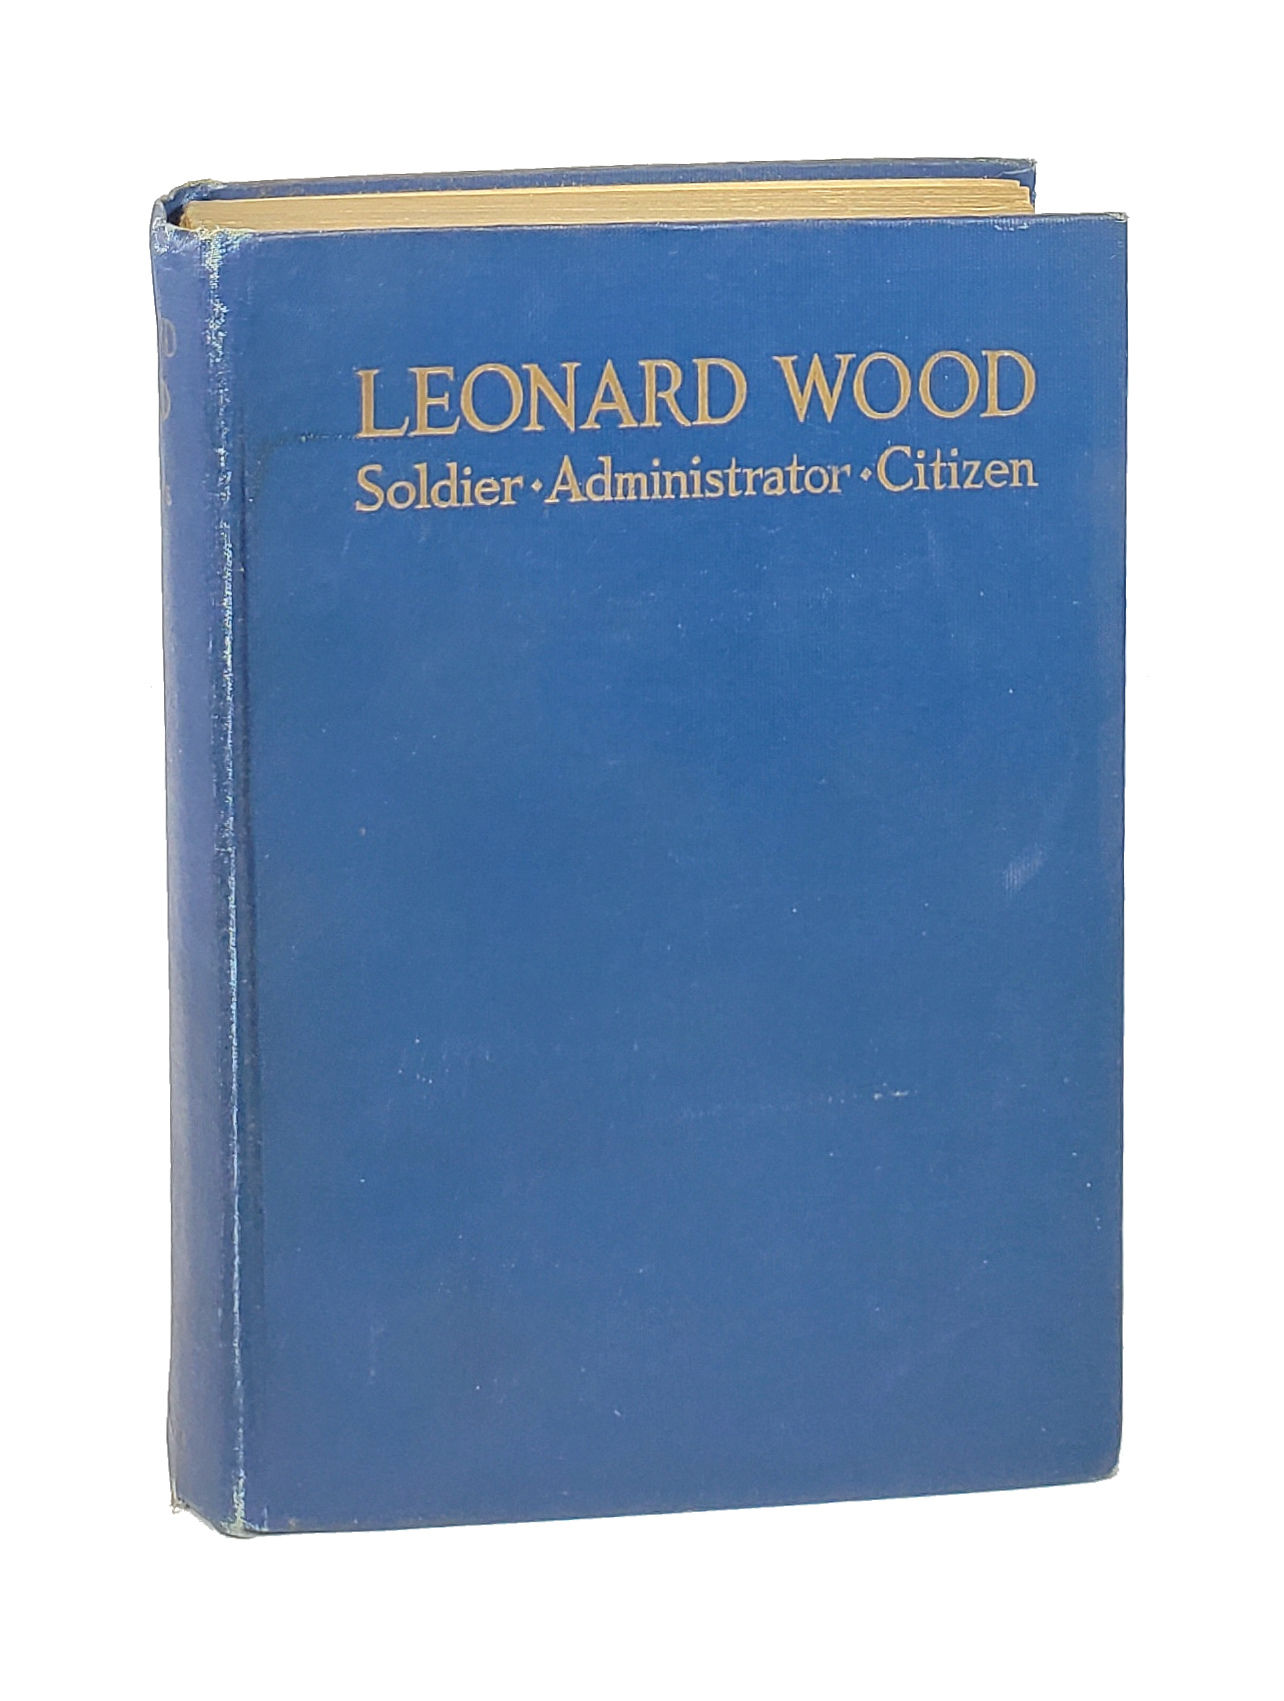 LEONARD WOOD
Soldier · Administrator · Citizen